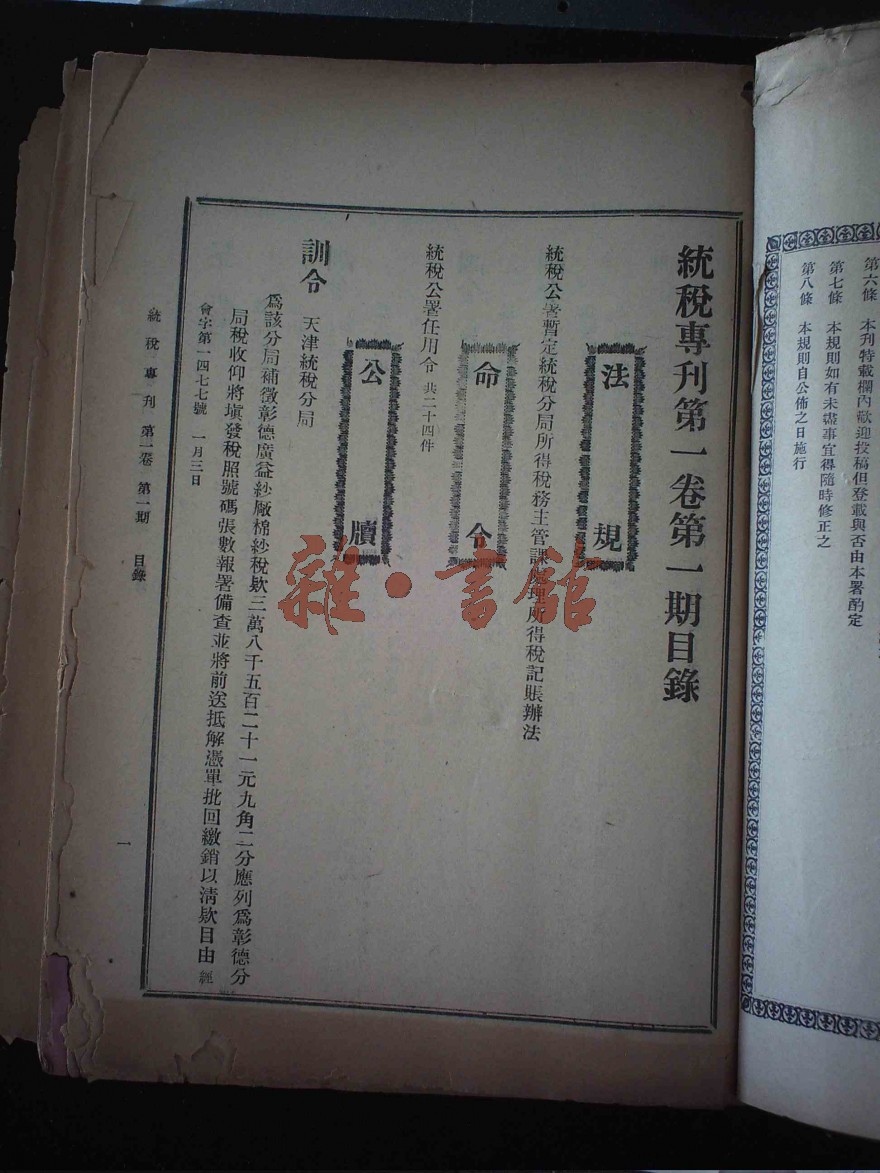 第六條　本刊特載欄內歡迎投稿但登載與否由本署酌定
第七條　本規則如有未盡事宜得隨時修正之
第八條　本規則自公佈之日施行
統稅專刊第一卷第一期目錄
法規
統稅公署暫定統稅分局所得稅務主管課處理所得稅記賬辦法
命令
統稅公署任用令 共二十四件
公牘
訓令　天津統稅分局
為該分局補徵彰德廣益紗廠棉紗稅欵三萬八千五百二十一元九角二分應列為彰德分
局稅收仰將塡發稅照號碼張數報署備查並將前送抵解憑單批回繳銷以清欵目由 經
會字第一四七七號　一月三日
統稅專刊　第一卷　第一期　目錄
一
雜·書館